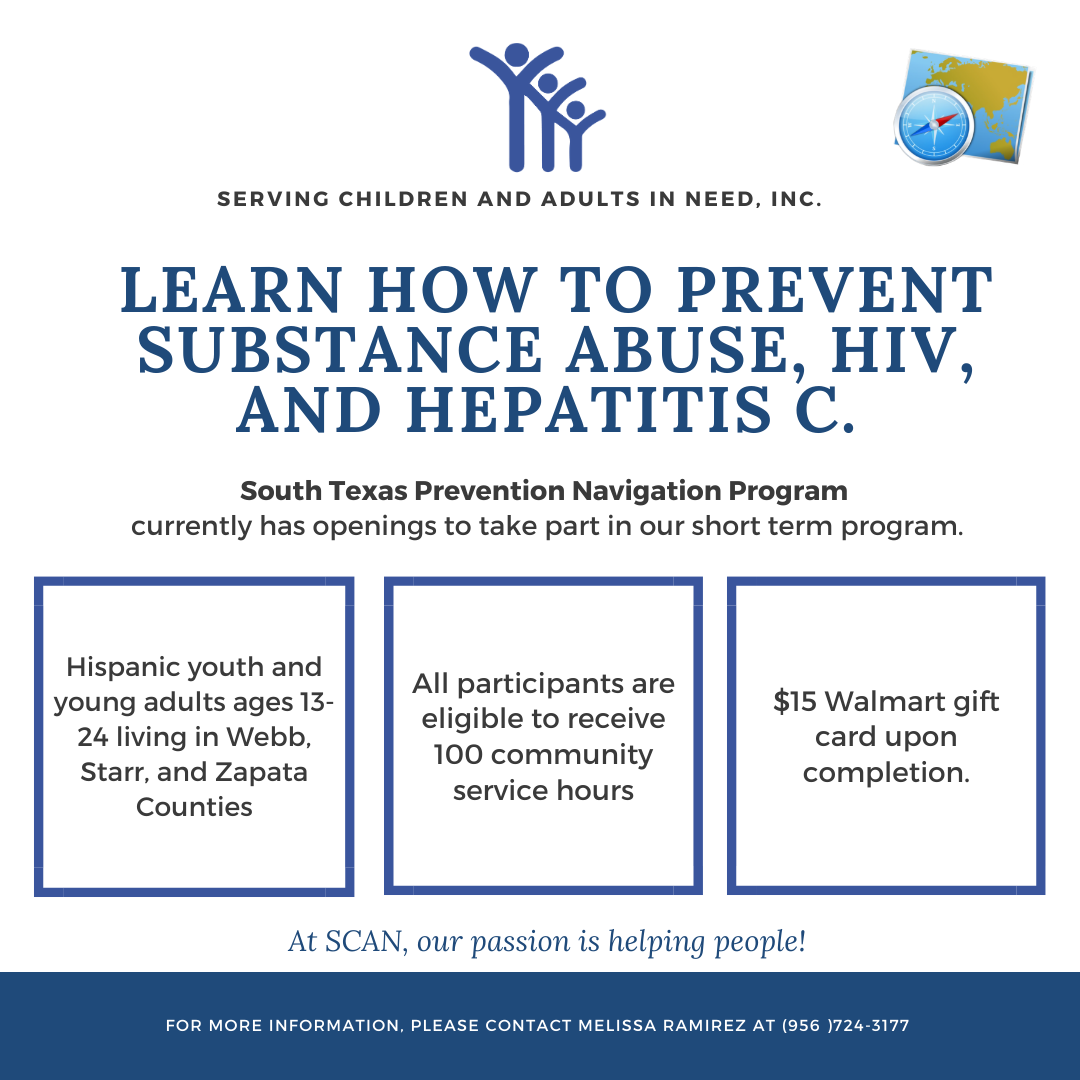 SERVING CHILDREN AND ADULTS IN NEED, INC.
LEARN HOW TO PREVENT
SUBSTANCE ABUSE, HIV,
AND HEPATITIS C.
South Texas Prevention Navigation Program
currently has openings to take part in our short term program.
Hispanic youth and
young adults ages 13-
24 living in Webb,
Starr, and Zapata
Counties
All participants are
eligible to receive
100 community
service hours
$15 Walmart gift
card upon
completion.
At SCAN, our passion is helping people!
FOR MORE INFORMATION, PLEASE CONTACT MELISSA RAMIREZ AT (956 )724-3177